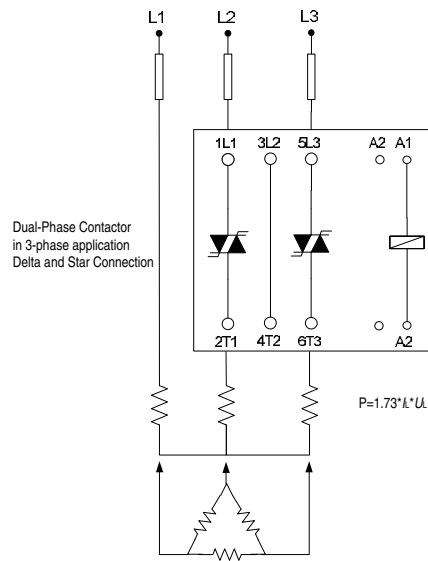 L1 L2 L3
1L1 3L2 5L3 A2 A1
Dual-Phase Contactor
in 3-phase application
Delta and Star Connection
2T1 4T2 6T3 A2
P=1.73*IL*UL